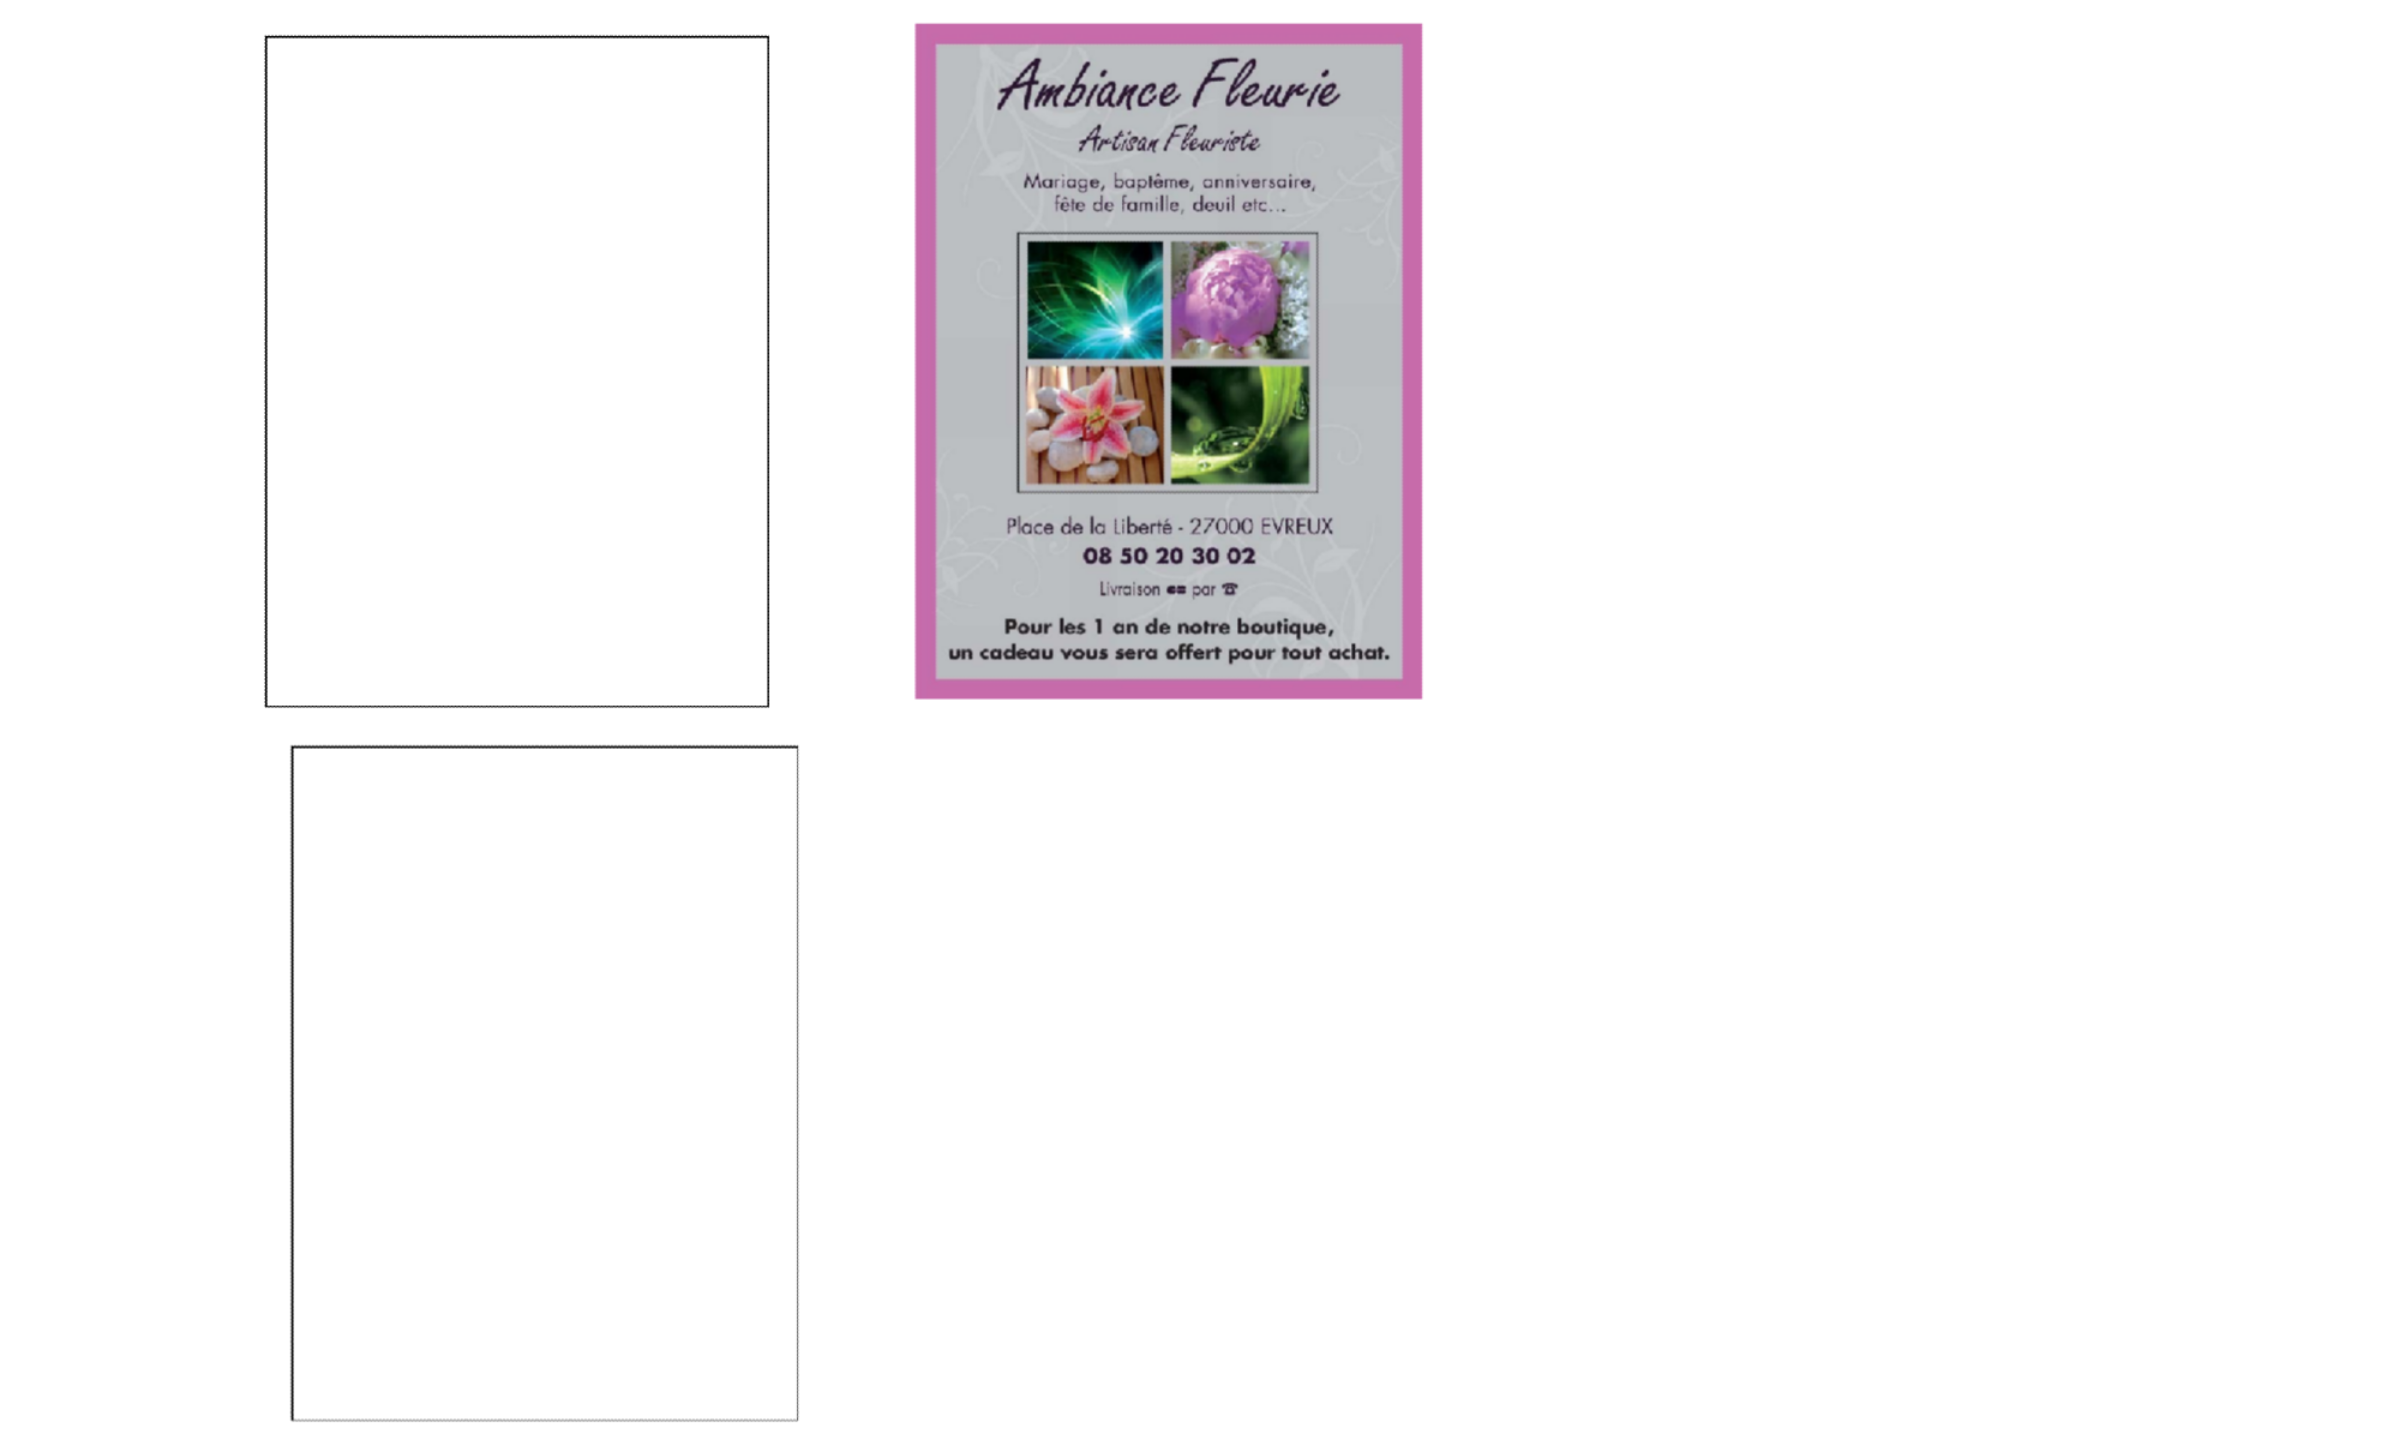 Ambiance Fleurie
Artisan Fleuriste
Mariage, baptême, anniversaire,
fête de famille, deuil etc...
Place de la Liberté - 27000 EVREUX
08 50 20 30 02
Livraison par ☎
Pour les 1 an de notre boutique,
un cadeau vous sera offert pour tout achat.